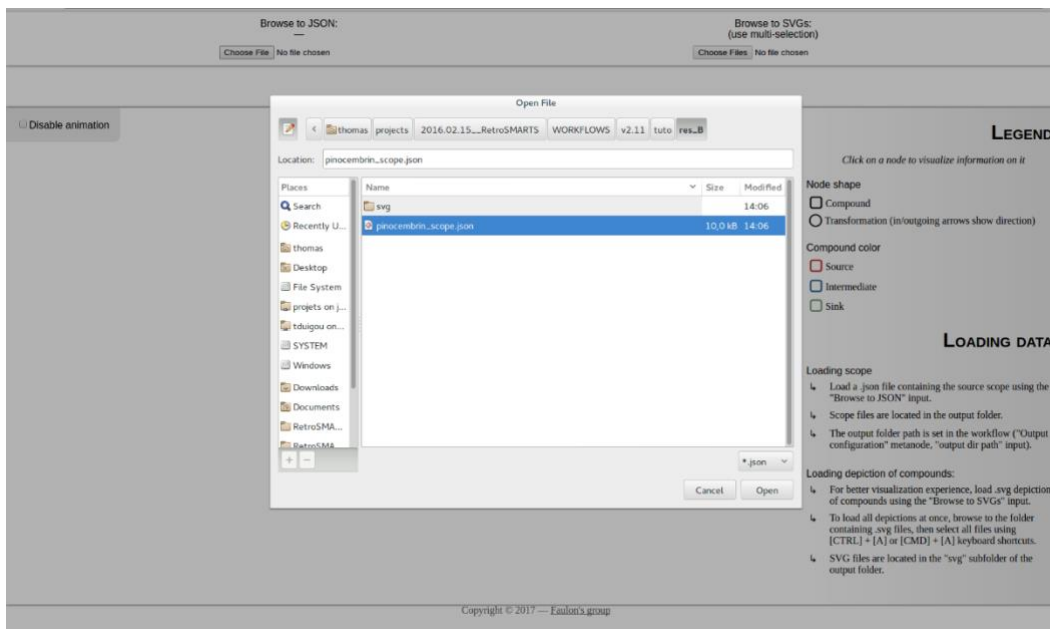 Browse to JSON:
—
Choose File No file chosen
Browse to SVGs:
(use multi-selection)
Choose Files No file chosen
Disable animation
Open File
thomas projects 2016.02.15__RetroSMARTS WORKFLOWS v2.11 tuto res_B
Location: pinocembrin_scope.json
Places
Search
Recently U...
thomas
Desktop
File System
projets on j...
tduigou on...
SYSTEM
Windows
Downloads
Documents
RetroSMA...
RetroSMA
Name Size Modified
svg 14:06
pinocembrin_scope.json 10,0 kB 14:06
*.json
Cancel Open
LEGEND
Click on a node to visualize information on it
Node shape
Compound
Transformation (in/outgoing arrows show direction)
Compound color
Source
Intermediate
Sink
LOADING DATA
Loading scope
↳ Load a .json file containing the source scope using the
"Browse to JSON" input.
↳ Scope files are located in the output folder.
↳ The output folder path is set in the workflow ("Output
configuration" metanode, "output dir path" input).
Loading depiction of compounds:
↳ For better visualization experience, load .svg depiction
of compounds using the "Browse to SVGs" input.
↳ To load all depictions at once, browse to the folder
containing .svg files, then select all files using
[CTRL] + [A] or [CMD] + [A] keyboard shortcuts.
↳ SVG files are located in the "svg" subfolder of the
output folder.
Copyright © 2017 — Faulon's group